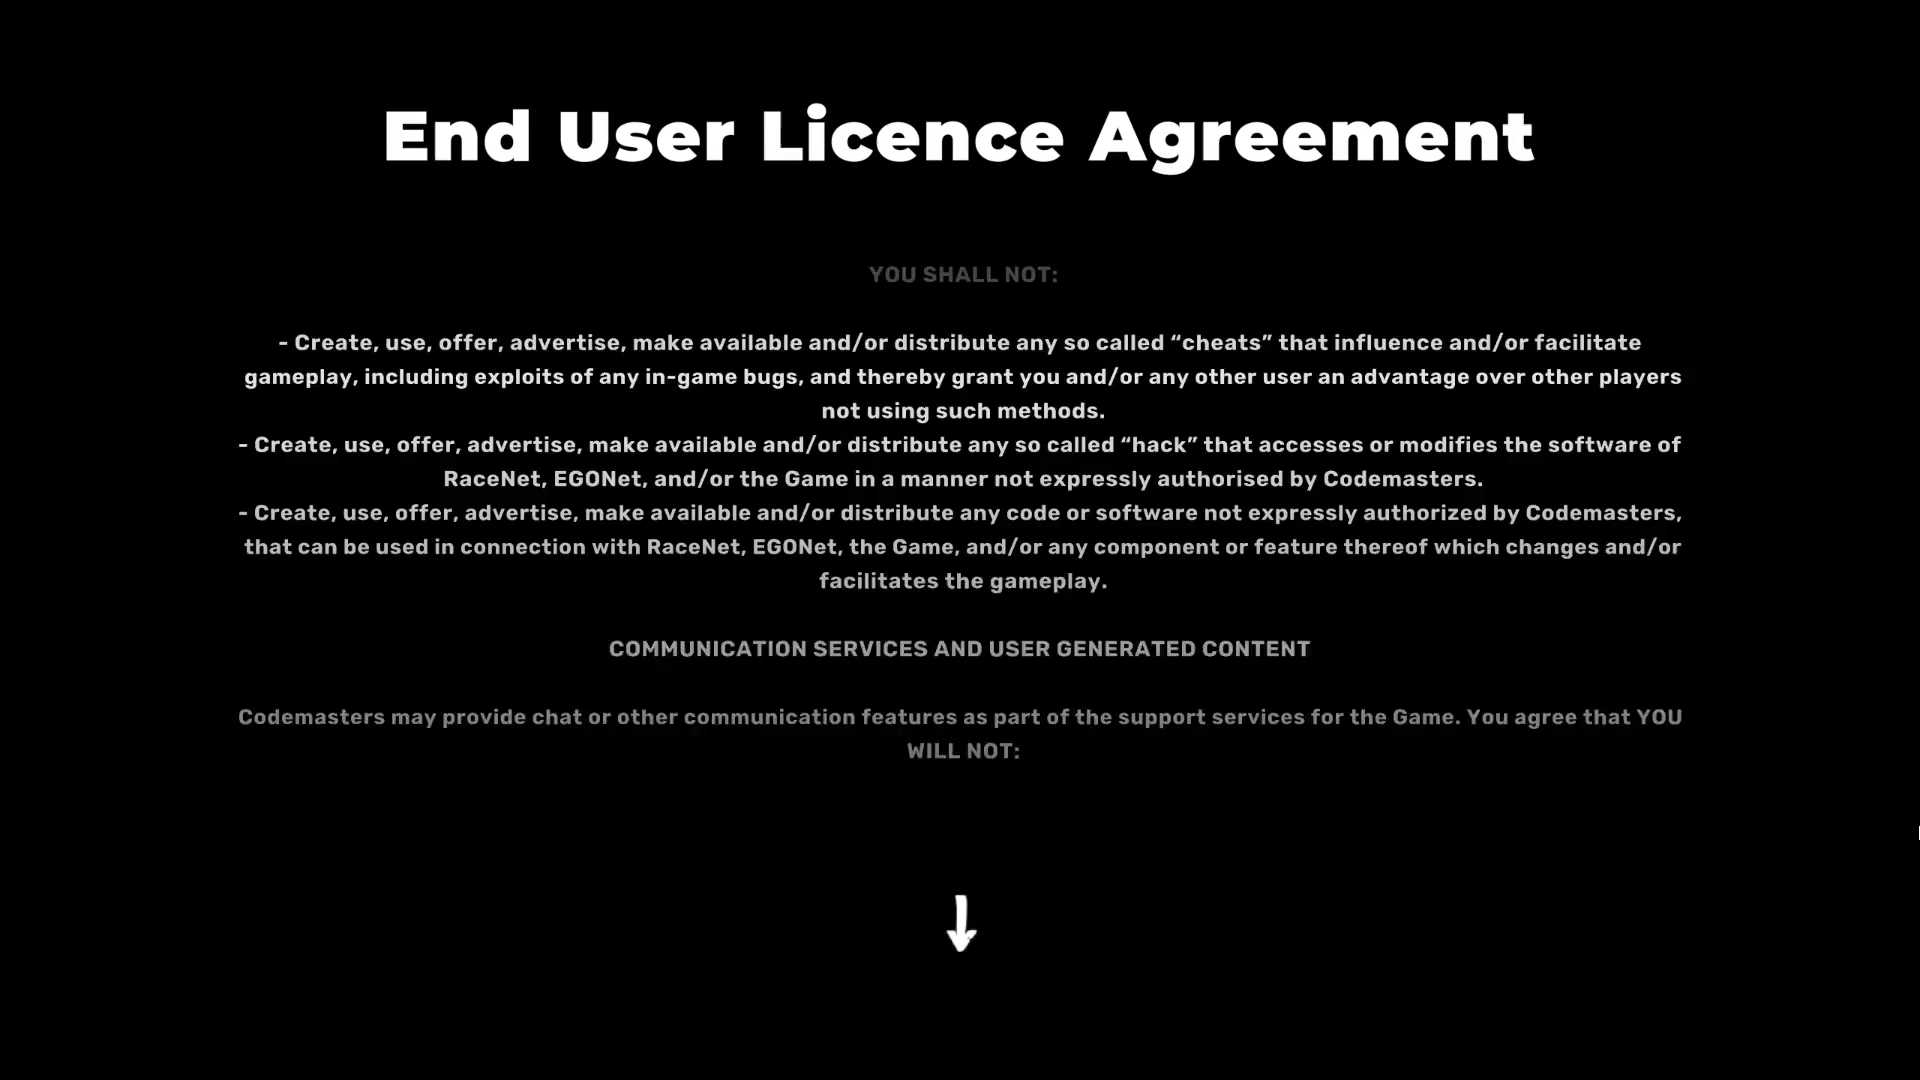 End User Licence Agreement
YOU SHALL NOT:
- Create, use, offer, advertise, make available and/or distribute any so called “cheats” that influence and/or facilitate
gameplay, including exploits of any in-game bugs, and thereby grant you and/or any other user an advantage over other players
not using such methods.
- Create, use, offer, advertise, make available and/or distribute any so called “hack” that accesses or modifies the software of
RaceNet, EGONet, and/or the Game in a manner not expressly authorised by Codemasters.
- Create, use, offer, advertise, make available and/or distribute any code or software not expressly authorized by Codemasters,
that can be used in connection with RaceNet, EGONet, the Game, and/or any component or feature thereof which changes and/or
facilitates the gameplay.
COMMUNICATION SERVICES AND USER GENERATED CONTENT
Codemasters may provide chat or other communication features as part of the support services for the Game. You agree that YOU
WILL NOT: